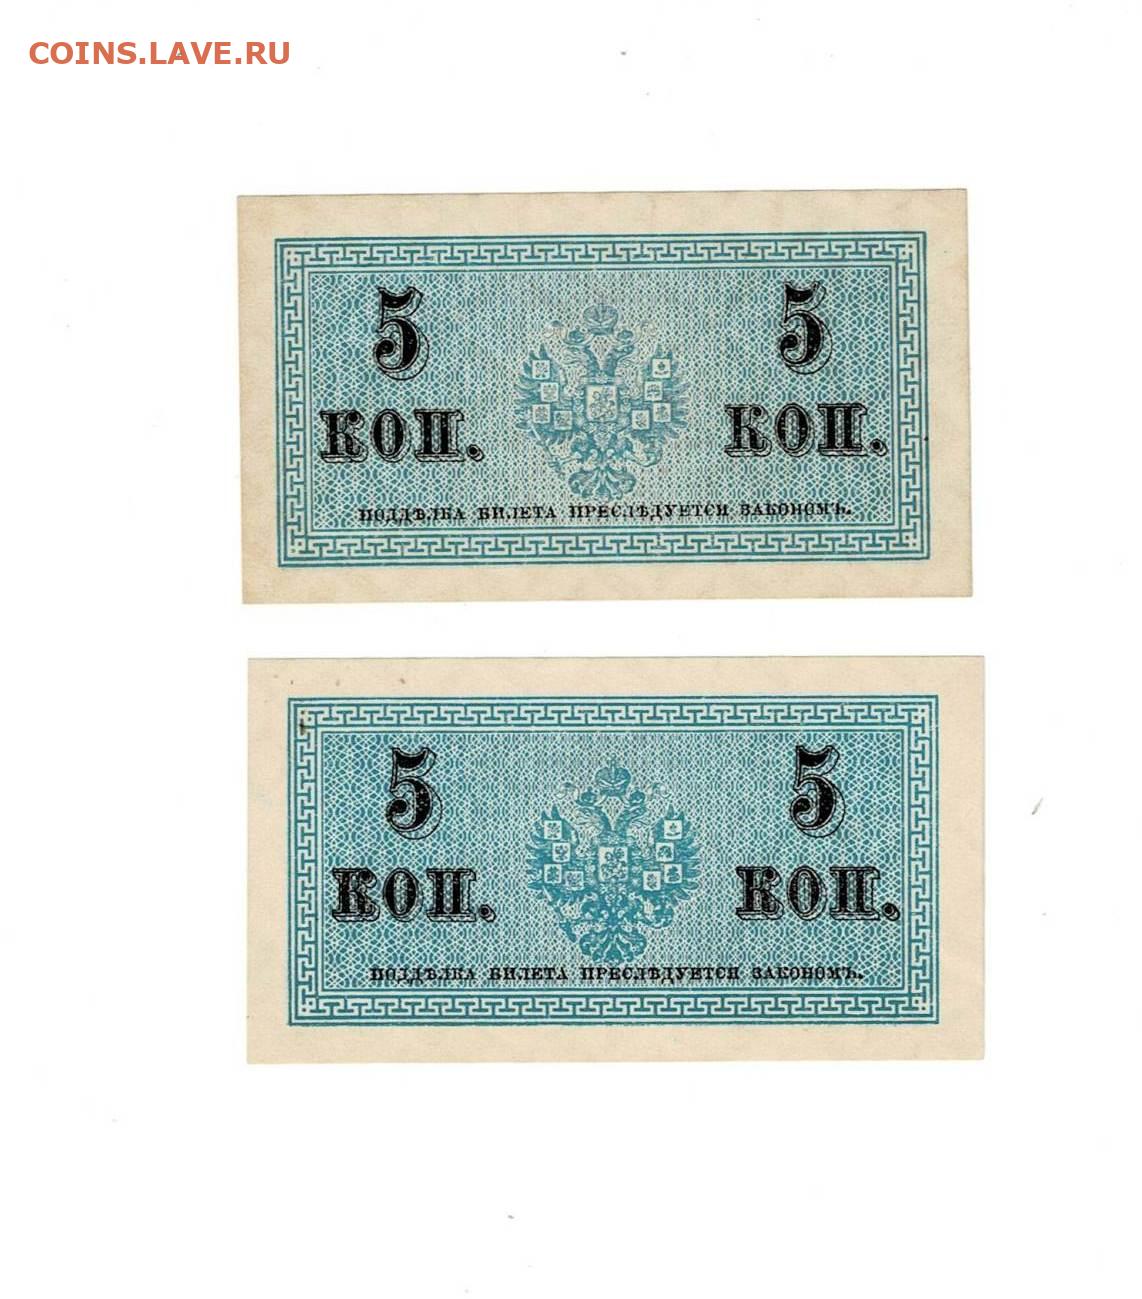 COINS.LAVE.RU
5 5
КОП. КОП.
ПОДДѢЛКА БИЛЕТА ПРЕСЛѢДУЕТСЯ ЗАКОНОМЪ.
5 5
КОП. КОП.
ПОДДѢЛКА БИЛЕТА ПРЕСЛѢДУЕТСЯ ЗАКОНОМЪ.